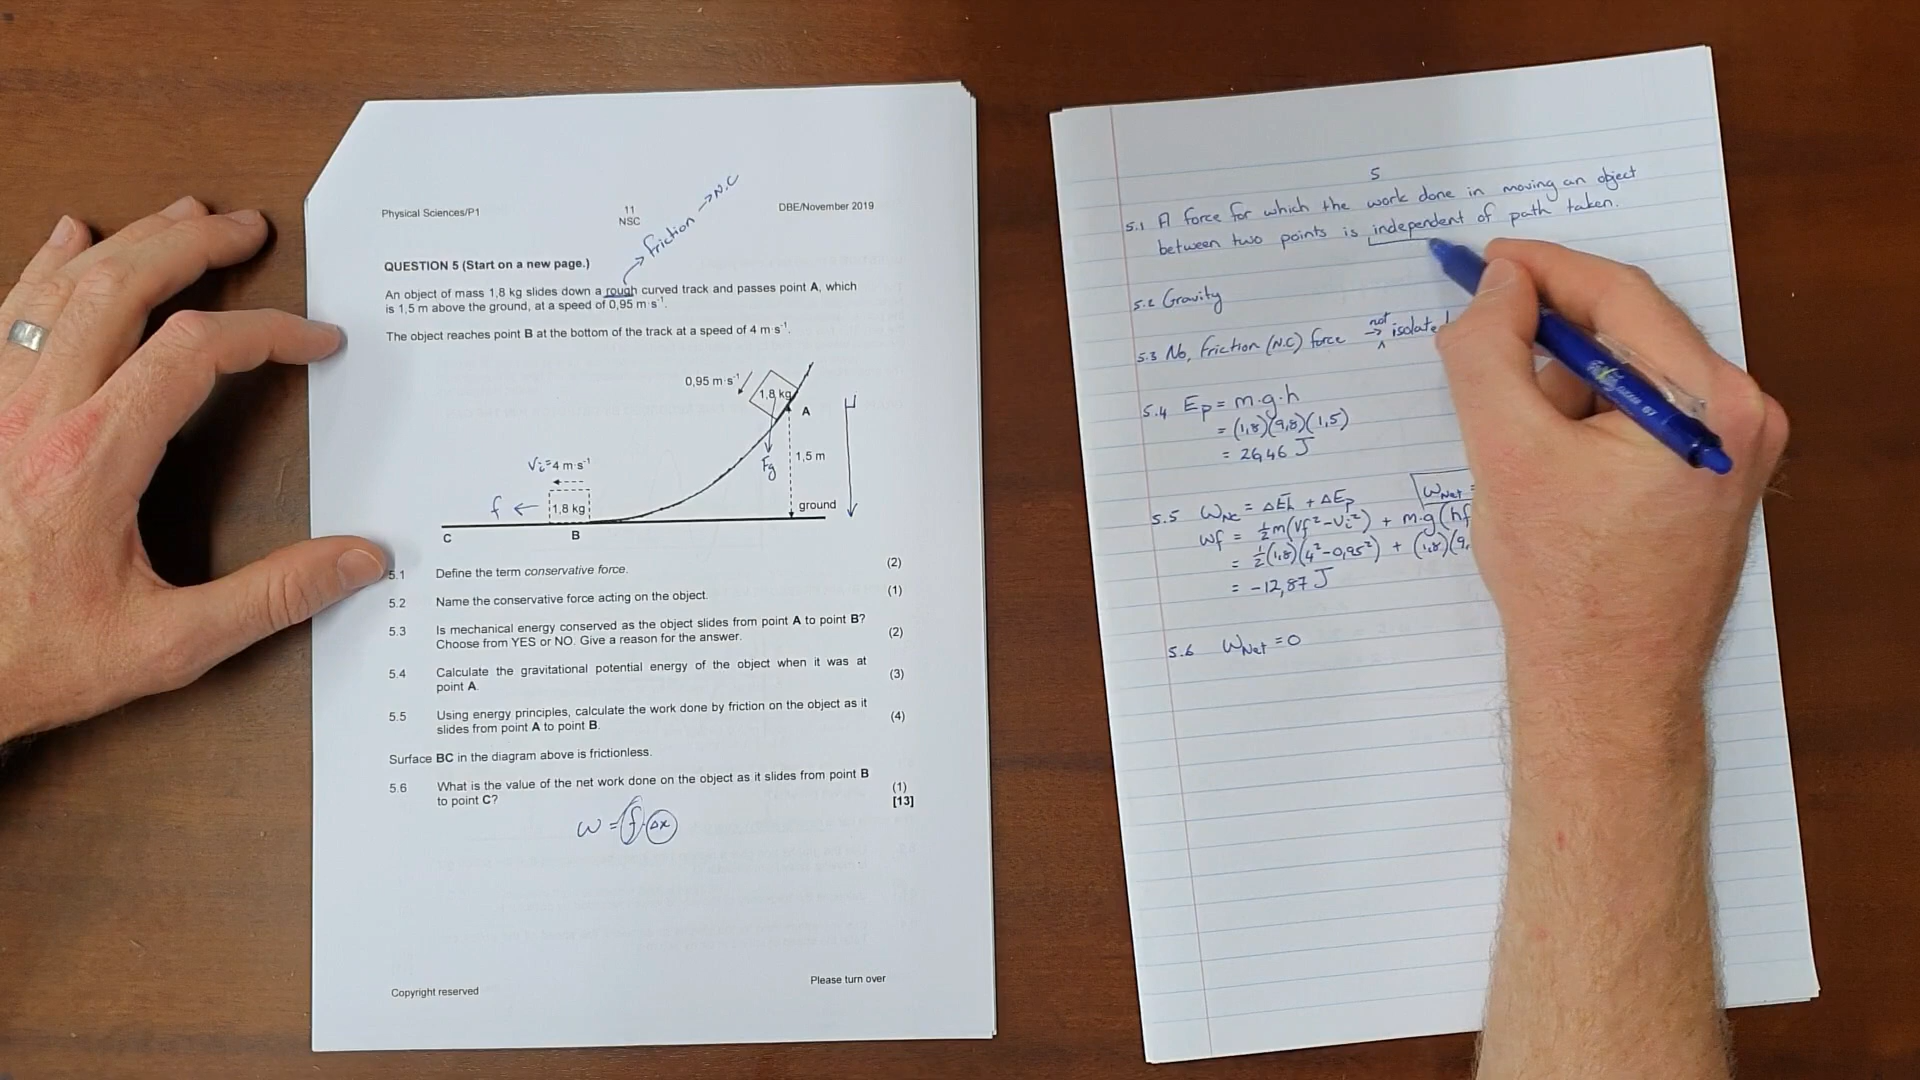 Physical Sciences/P1
11
NSC
DBE/November 2019
friction → N.C
QUESTION 5 (Start on a new page.)
An object of mass 1,8 kg slides down a rough curved track and passes point A, which
is 1,5 m above the ground, at a speed of 0,95 m·s⁻¹.
The object reaches point B at the bottom of the track at a speed of 4 m·s⁻¹.
0,95 m·s⁻¹
1,8 kg
A
Fg
1,5 m
Vi=4 m·s⁻¹
f ←
1,8 kg
ground
C
B
5.1 Define the term conservative force. (2)
5.2 Name the conservative force acting on the object. (1)
5.3 Is mechanical energy conserved as the object slides from point A to point B?
Choose from YES or NO. Give a reason for the answer. (2)
5.4 Calculate the gravitational potential energy of the object when it was at
point A. (3)
5.5 Using energy principles, calculate the work done by friction on the object as it
slides from point A to point B. (4)
Surface BC in the diagram above is frictionless.
5.6 What is the value of the net work done on the object as it slides from point B
to point C? (1)
[13]
W = f·Δx
Copyright reserved
Please turn over
5
5.1 A force for which the work done in moving an object
between two points is independent of path taken.
5.2 Gravity
5.3 No, friction (N.C) force → not isolated
5.4 Ep = m·g·h
= (1,8)(9,8)(1,5)
= 26,46 J
5.5 WNC = ΔEk + ΔEp
WNet =
Wf = ½m(Vf² – Vi²) + m·g(hf
= ½(1,8)(4² – 0,95²) + (1,8)(9,
= –12,87 J
5.6 WNet = 0